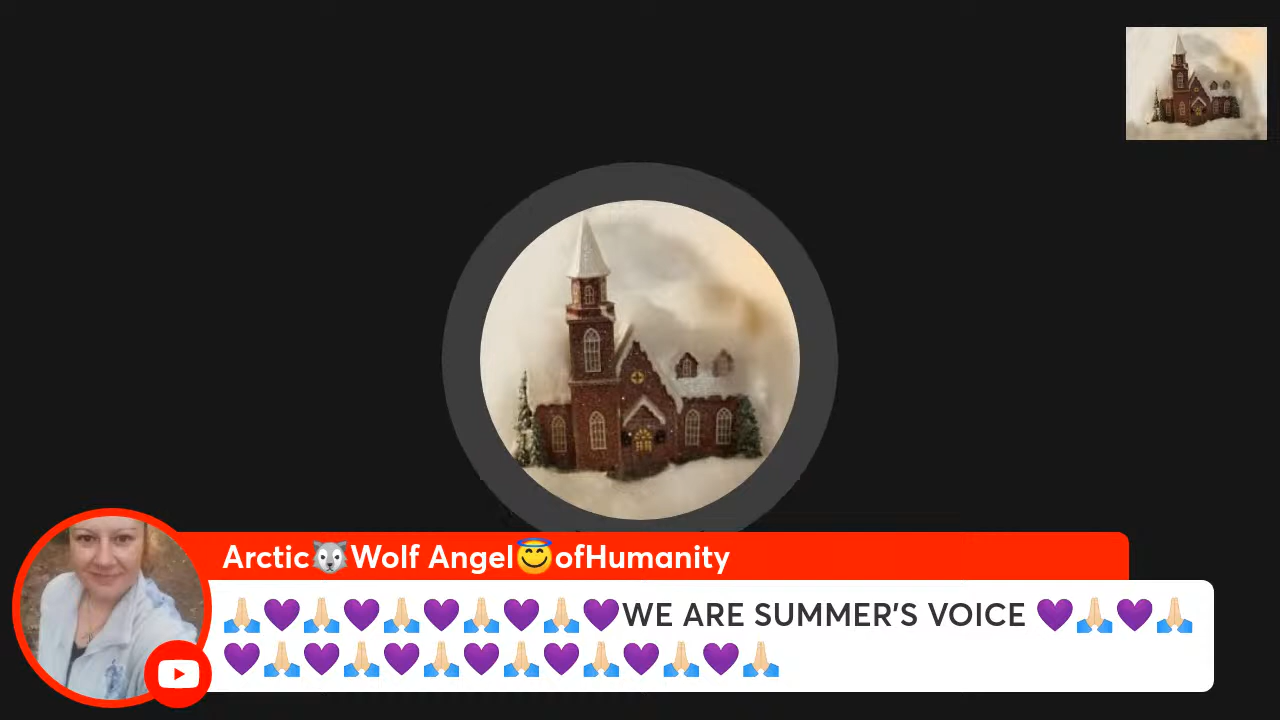 Arctic🐺Wolf Angel😇ofHumanity
🙏🏻💜🙏🏻💜🙏🏻💜🙏🏻💜🙏🏻💜WE ARE SUMMER'S VOICE 💜🙏🏻💜🙏🏻
💜🙏🏻💜🙏🏻💜🙏🏻💜🙏🏻💜🙏🏻💜🙏🏻💜🙏🏻